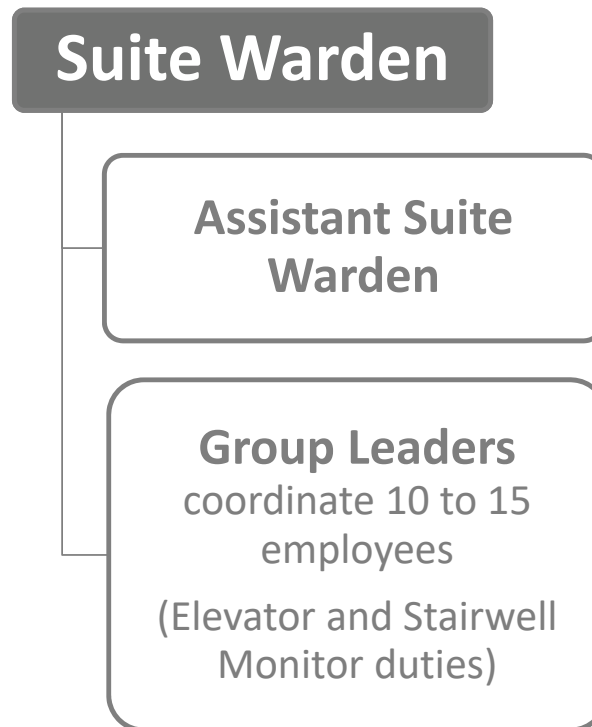 Suite Warden
Assistant Suite
Warden
Group Leaders
coordinate 10 to 15
employees
(Elevator and Stairwell
Monitor duties)